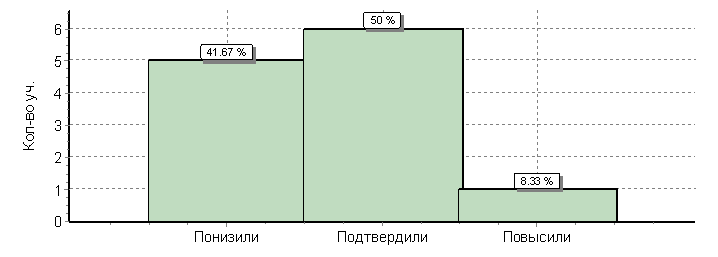 Кол-во уч.
6
5
4
3
2
1
0
41.67 %
50 %
8.33 %
Понизили
Подтвердили
Повысили